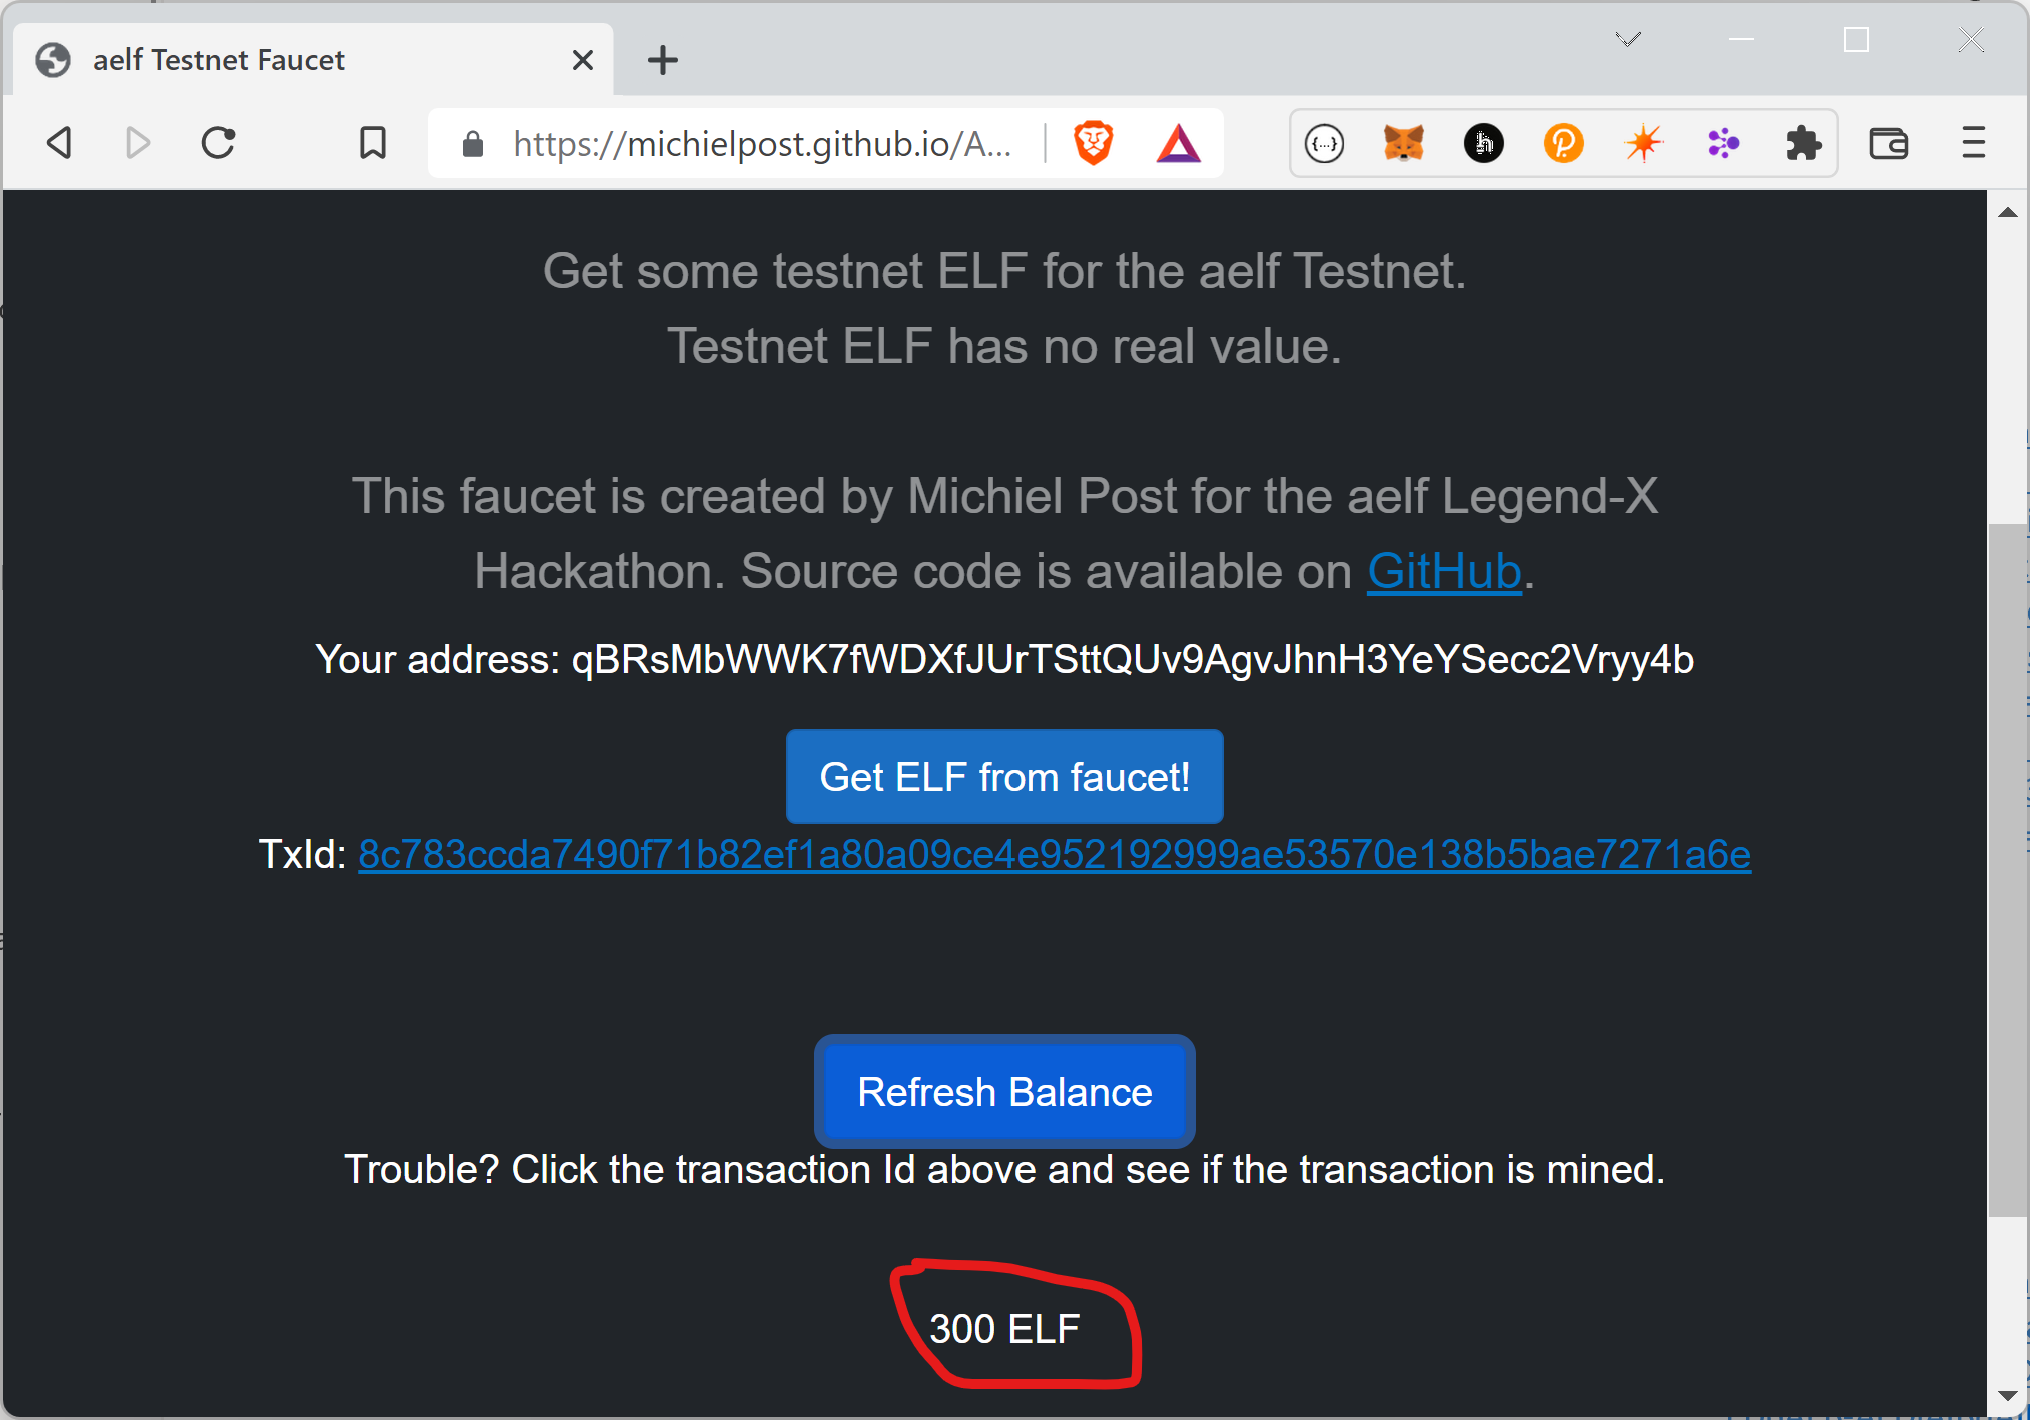 aelf Testnet Faucet
https://michielpost.github.io/A...
Get some testnet ELF for the aelf Testnet.
Testnet ELF has no real value.
This faucet is created by Michiel Post for the aelf Legend-X
Hackathon. Source code is available on GitHub.
Your address: qBRsMbWWK7fWDXfJUrTSttQUv9AgvJhnH3YeYSecc2Vryy4b
Get ELF from faucet!
TxId: 8c783ccda7490f71b82ef1a80a09ce4e952192999ae53570e138b5bae7271a6e
Refresh Balance
Trouble? Click the transaction Id above and see if the transaction is mined.
300 ELF